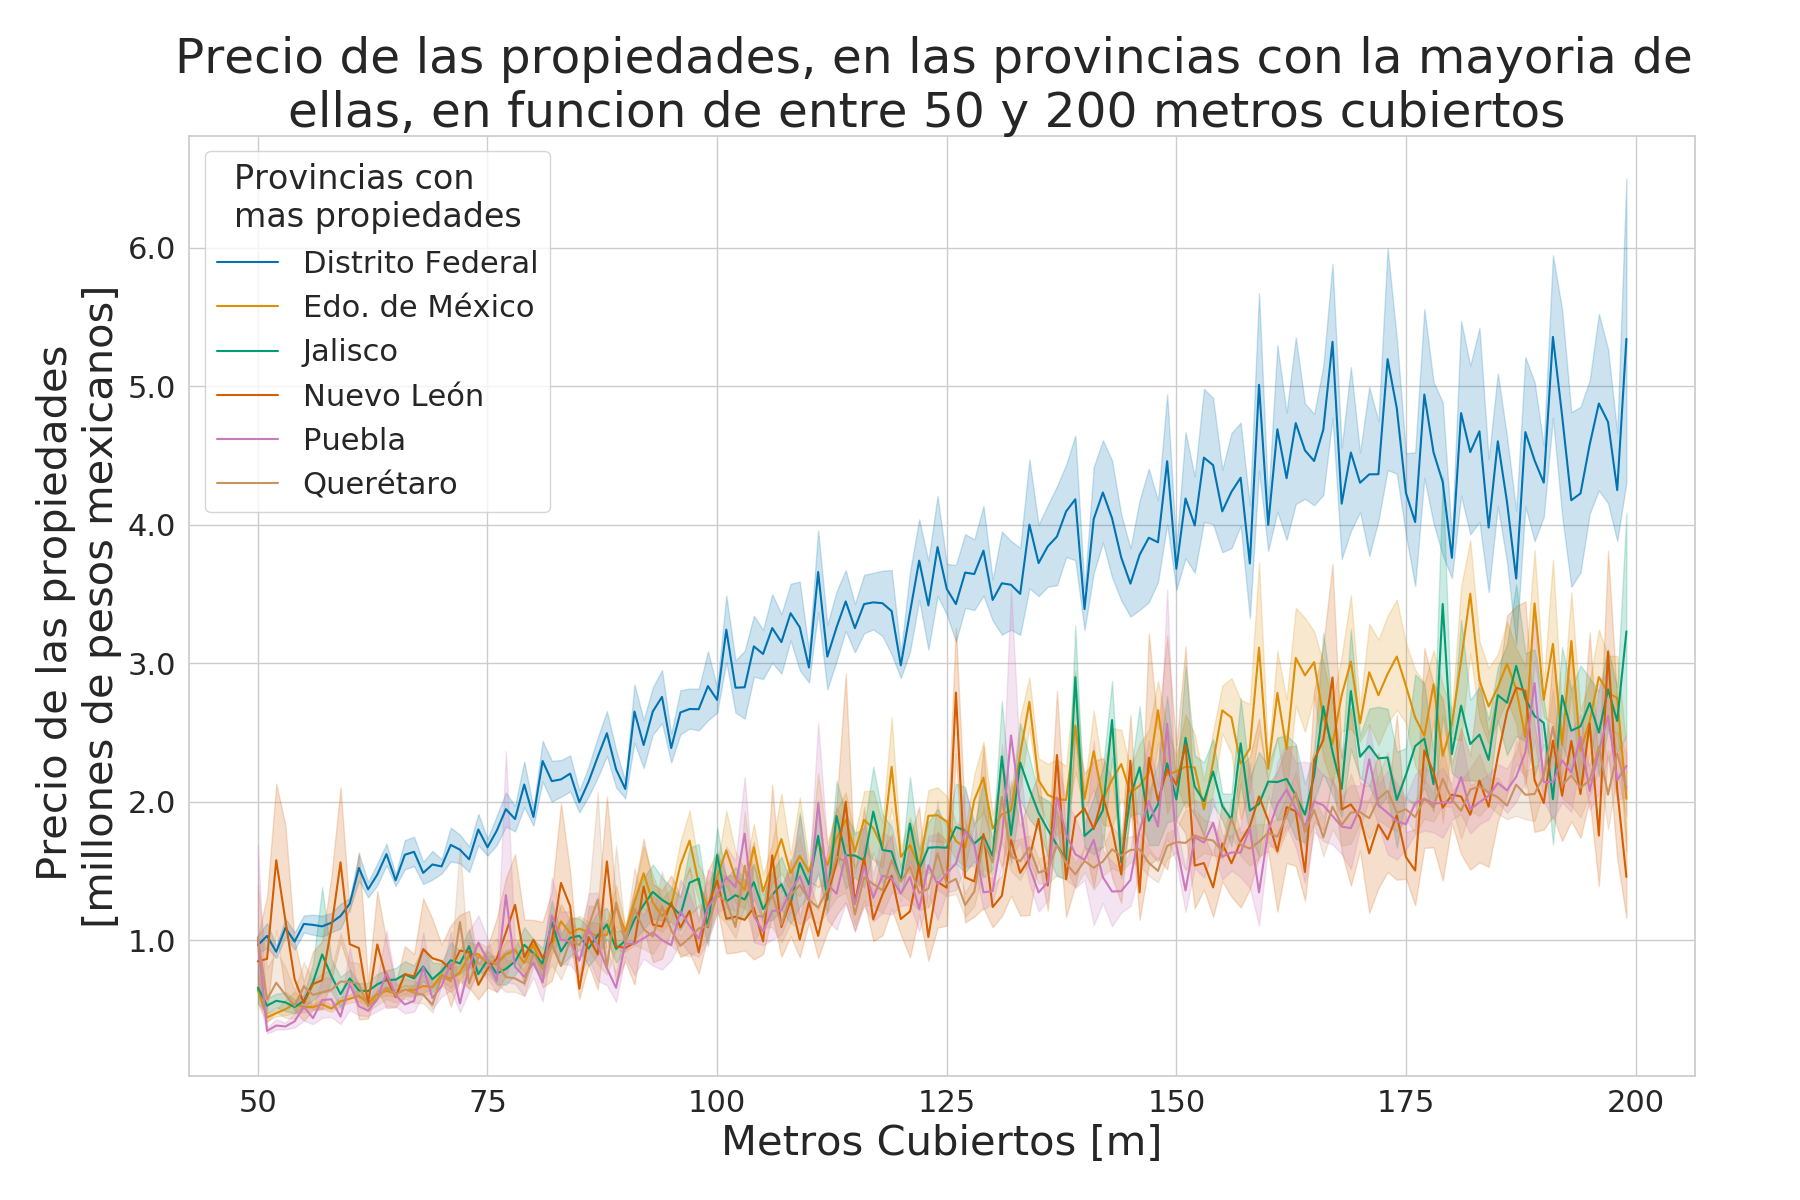 Precio de las propiedades, en las provincias con la mayoria de
ellas, en funcion de entre 50 y 200 metros cubiertos
Provincias con
mas propiedades
Distrito Federal
Edo. de México
Jalisco
Nuevo León
Puebla
Querétaro
Precio de las propiedades
[millones de pesos mexicanos]
6.0
5.0
4.0
3.0
2.0
1.0
50 75 100 125 150 175 200
Metros Cubiertos [m]